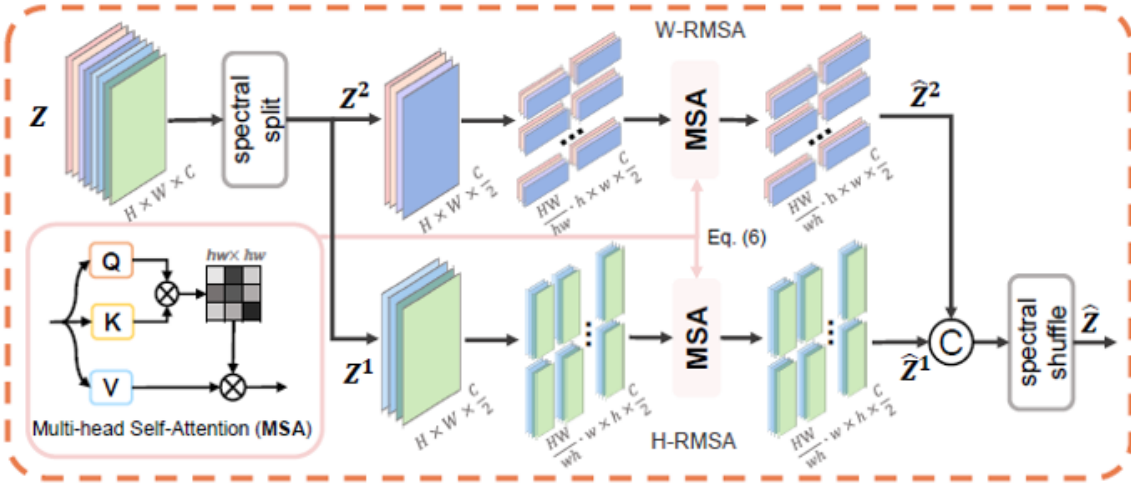 W-RMSA
Z
spectral
split
Z²
MSA
Ẑ²
H × W × C
H × W × C/2
HW/hw · h × w × C/2
HW/wh · h × w × C/2
Eq. (6)
hw× hw
Q
K
V
Multi-head Self-Attention (MSA)
Z¹
MSA
Ẑ¹
C
spectral
shuffle
Ẑ
H × W × C/2
HW/wh · w × h × C/2
HW/wh · w × h × C/2
H-RMSA